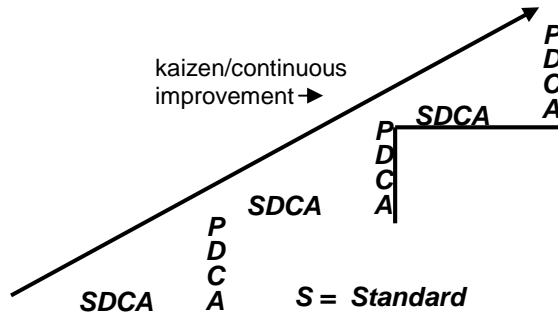 kaizen/continuous
improvement
P
D
C
A
SDCA
P
D
C
A
SDCA
P
D
C
A
SDCA
S = Standard